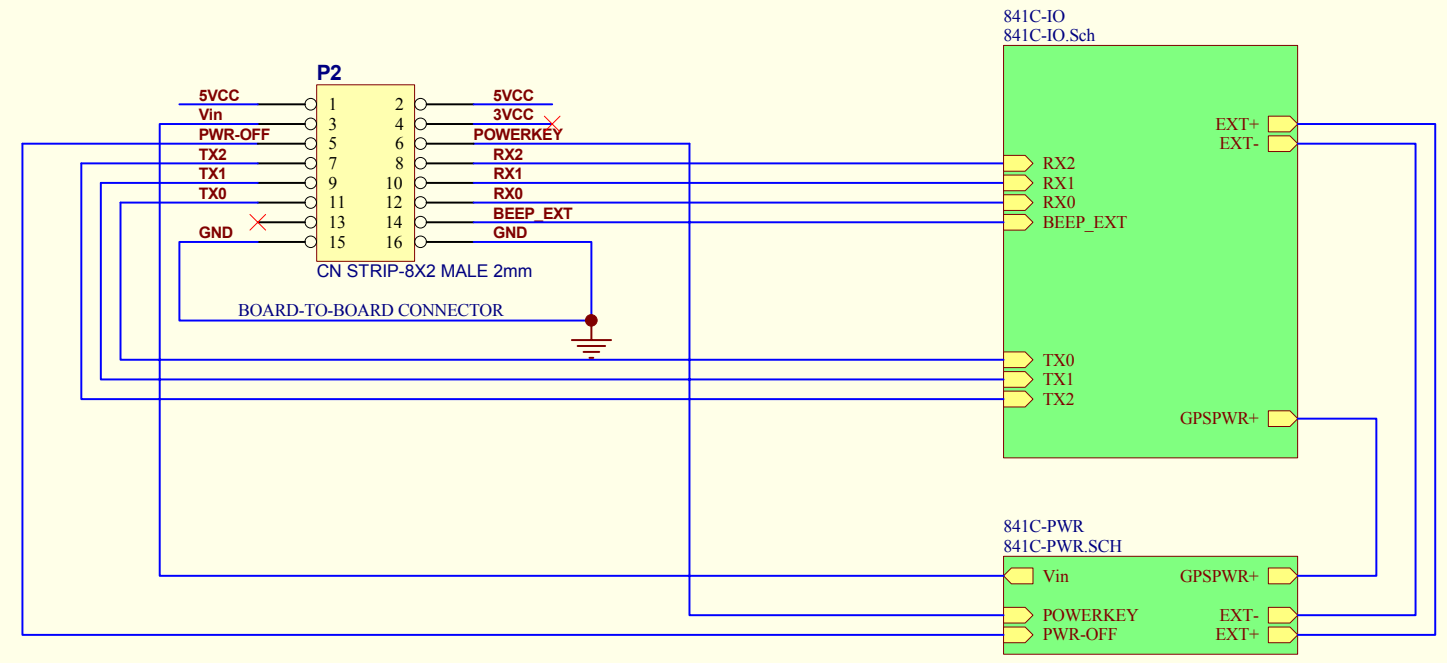 841C-IO
841C-IO.Sch
P2
5VCC 1 2 5VCC
Vin 3 4 3VCC
PWR-OFF 5 6 POWERKEY
TX2 7 8 RX2
TX1 9 10 RX1
TX0 11 12 RX0
13 14 BEEP_EXT
GND 15 16 GND
CN STRIP-8X2 MALE 2mm
BOARD-TO-BOARD CONNECTOR
EXT+
EXT-
RX2
RX1
RX0
BEEP_EXT
TX0
TX1
TX2
GPSPWR+
841C-PWR
841C-PWR.SCH
Vin GPSPWR+
POWERKEY EXT-
PWR-OFF EXT+